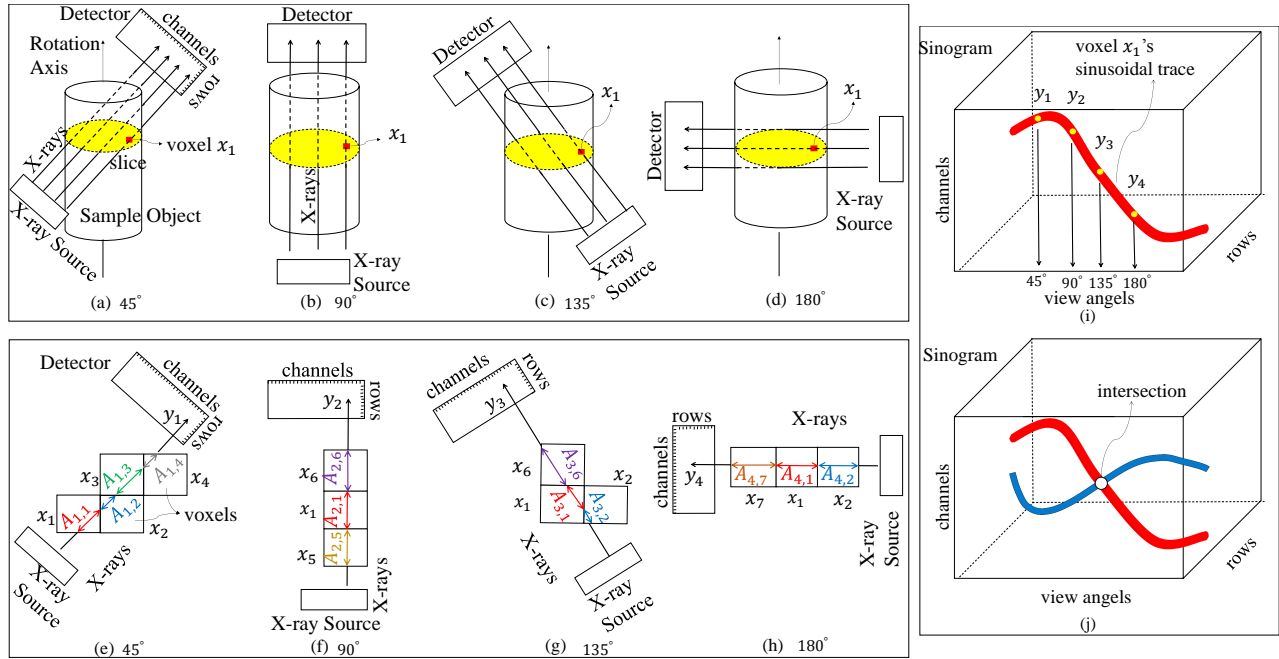 Detector
channels
rows
Rotation
Axis
X-rays
voxel x₁
slice
Sample Object
X-ray Source
(a) 45°
Detector
X-rays
x₁
X-ray
Source
(b) 90°
Detector
x₁
X-ray
Source
(c) 135°
Detector
x₁
X-ray
Source
(d) 180°
Detector
channels
rows
y₁
x₃
A₁,₃
A₁,₄
x₄
x₁
A₁,₁
A₁,₂
voxels
x₂
X-rays
X-ray
Source
(e) 45°
channels
rows
y₂
x₆
A₂,₆
x₁
A₂,₁
x₅
A₂,₅
X-rays
X-ray Source
(f) 90°
channels
rows
y₃
x₆
A₃,₆
x₂
x₁
A₃,₁
A₃,₂
X-rays
X-ray
Source
(g) 135°
rows
channels
y₄
X-rays
A₄,₇
A₄,₁
A₄,₂
x₇
x₁
x₂
X-ray
Source
(h) 180°
Sinogram
voxel x₁'s
sinusoidal trace
y₁
y₂
y₃
y₄
channels
rows
45°
90°
135°
180°
view angels
(i)
Sinogram
intersection
channels
rows
view angels
(j)